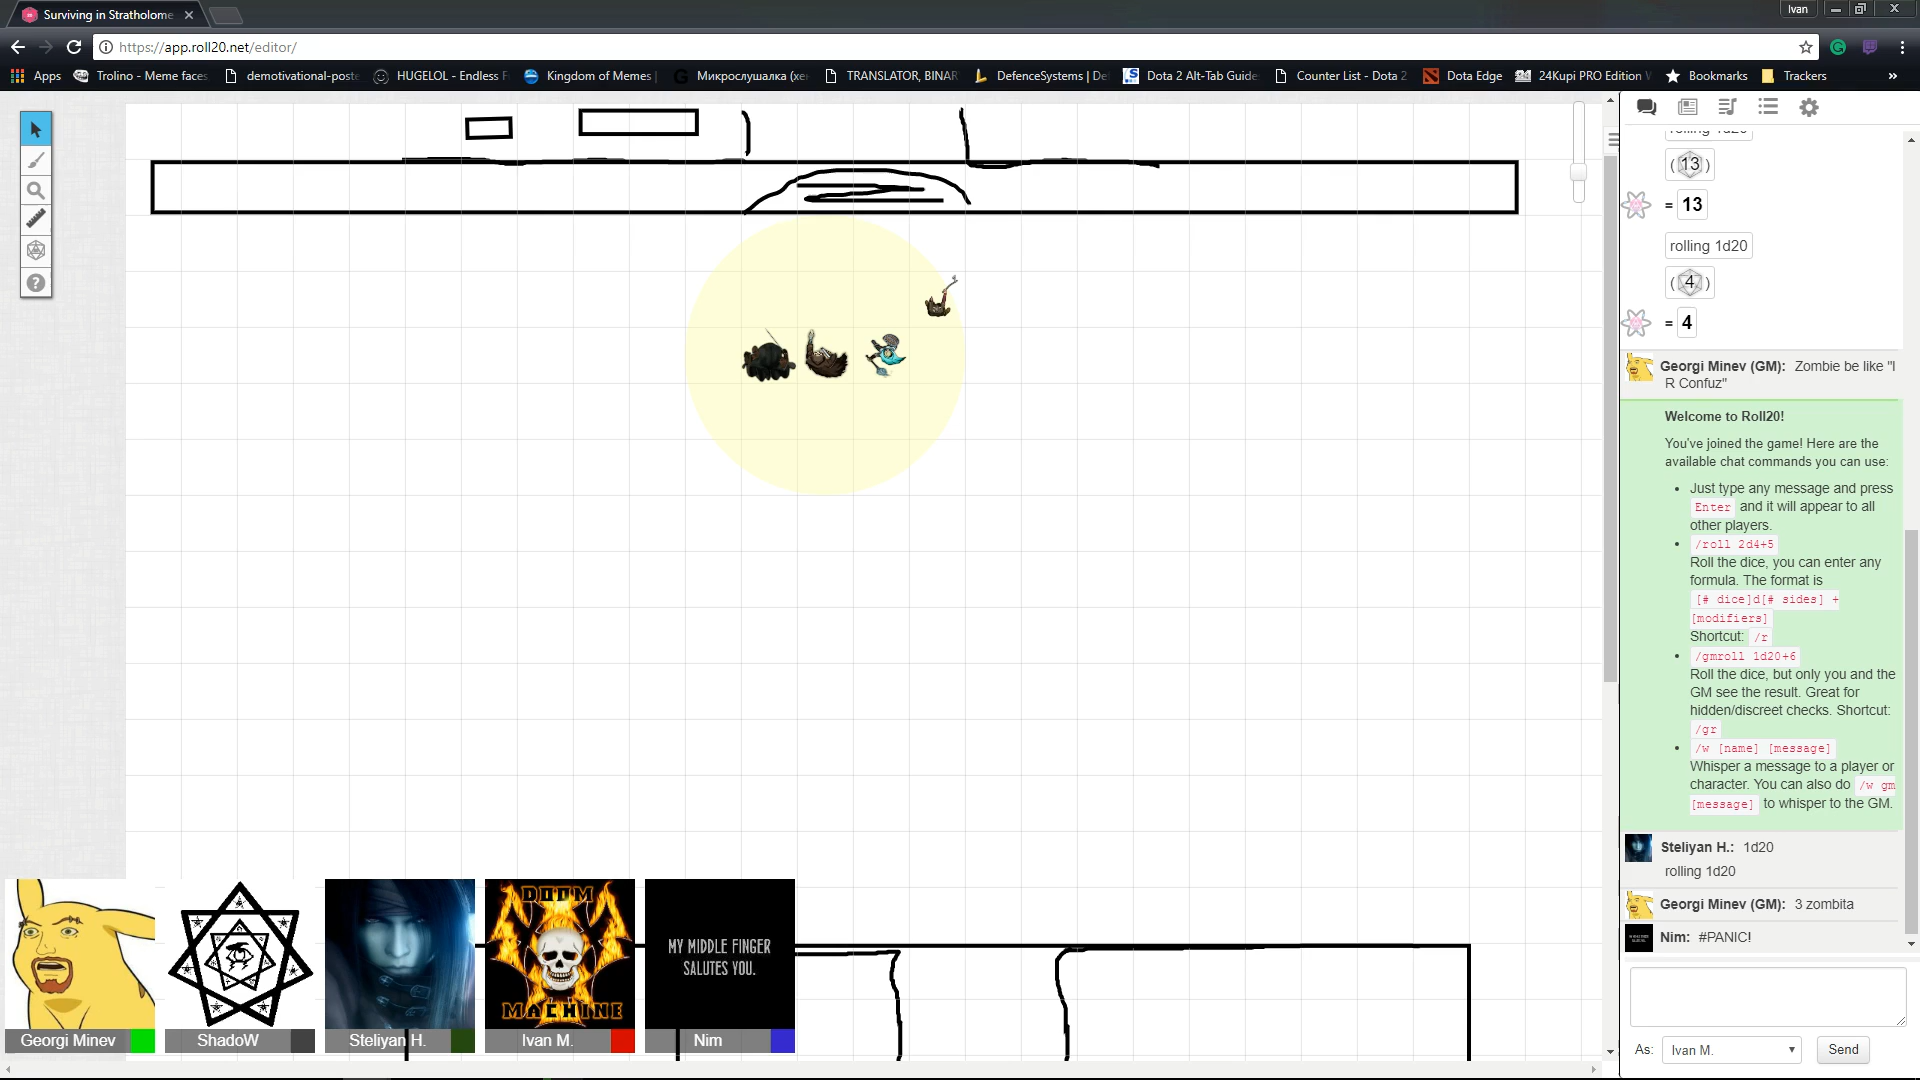 Surviving in Stratholome
Ivan
https://app.roll20.net/editor/
Apps
Trolino - Meme faces
demotivational-poste
HUGELOL - Endless F
Kingdom of Memes
Микрослушалка (хе
TRANSLATOR, BINAR
DefenceSystems | De
Dota 2 Alt-Tab Guide
Counter List - Dota 2
Dota Edge
24Kupi PRO Edition V
Bookmarks
Trackers
»
rolling 1d20
(13)
= 13
rolling 1d20
(4)
= 4
Georgi Minev (GM): Zombie be like "I
R Confuz"
Welcome to Roll20!
You've joined the game! Here are the
available chat commands you can use:
• Just type any message and press
Enter and it will appear to all
other players.
• /roll 2d4+5
Roll the dice, you can enter any
formula. The format is
[# dice]d[# sides] +
[modifiers]
Shortcut: /r
• /gmroll 1d20+6
Roll the dice, but only you and the
GM see the result. Great for
hidden/discreet checks. Shortcut:
/gr
• /w [name] [message]
Whisper a message to a player or
character. You can also do /w gm
[message] to whisper to the GM.
Steliyan H.: 1d20
rolling 1d20
Georgi Minev (GM): 3 zombita
Nim: #PANIC!
As: Ivan M. Send
DOOM
MACHINE
MY MIDDLE FINGER
SALUTES YOU.
Georgi Minev
ShadoW
Steliyan H.
Ivan M.
Nim